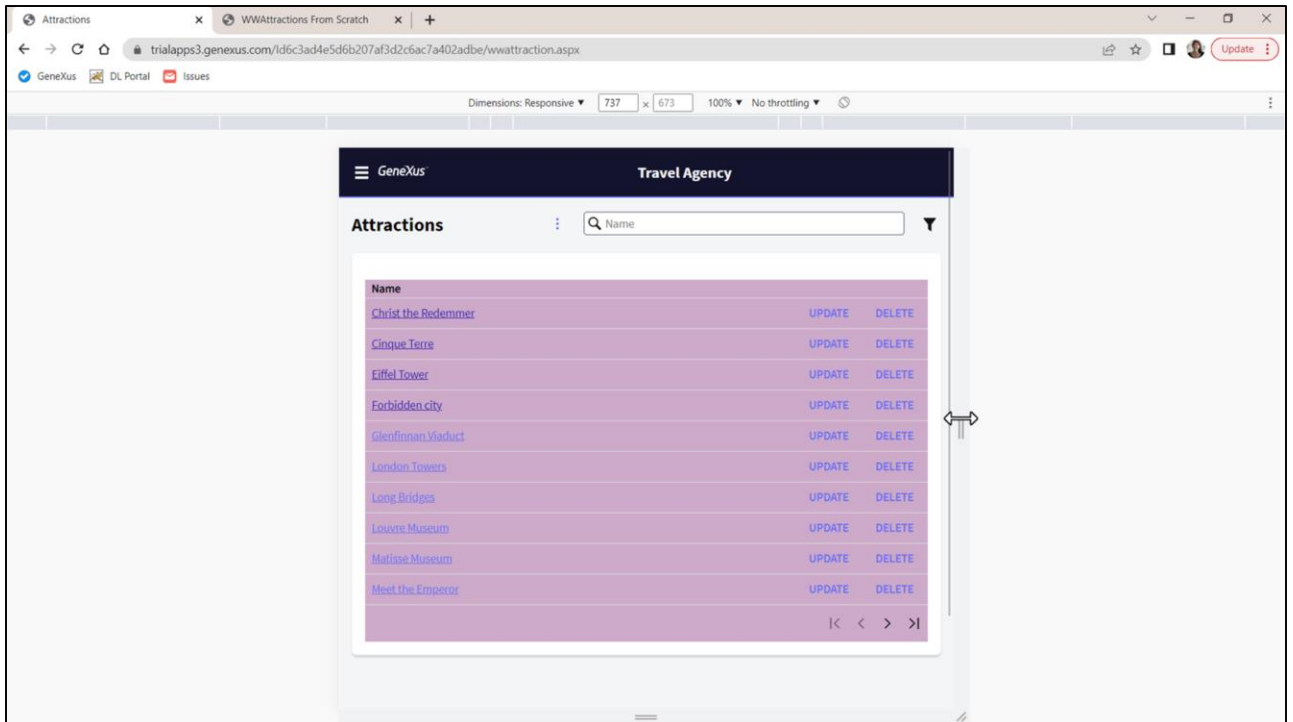 Attractions
WWAttractions From Scratch
trialapps3.genexus.com/Id6c3ad4e5d6b207af3d2c6ac7a402adbe/wwattraction.aspx
Update
GeneXus
DL Portal
Issues
Dimensions: Responsive ▼ 737 × 673 100% ▼ No throttling ▼
GeneXus
Travel Agency
Attractions
Name
Name
Christ the Redemmer UPDATE DELETE
Cinque Terre UPDATE DELETE
Eiffel Tower UPDATE DELETE
Forbidden city UPDATE DELETE
Glenfinnan Viaduct UPDATE DELETE
London Towers UPDATE DELETE
Long Bridges UPDATE DELETE
Louvre Museum UPDATE DELETE
Matisse Museum UPDATE DELETE
Meet the Emperor UPDATE DELETE